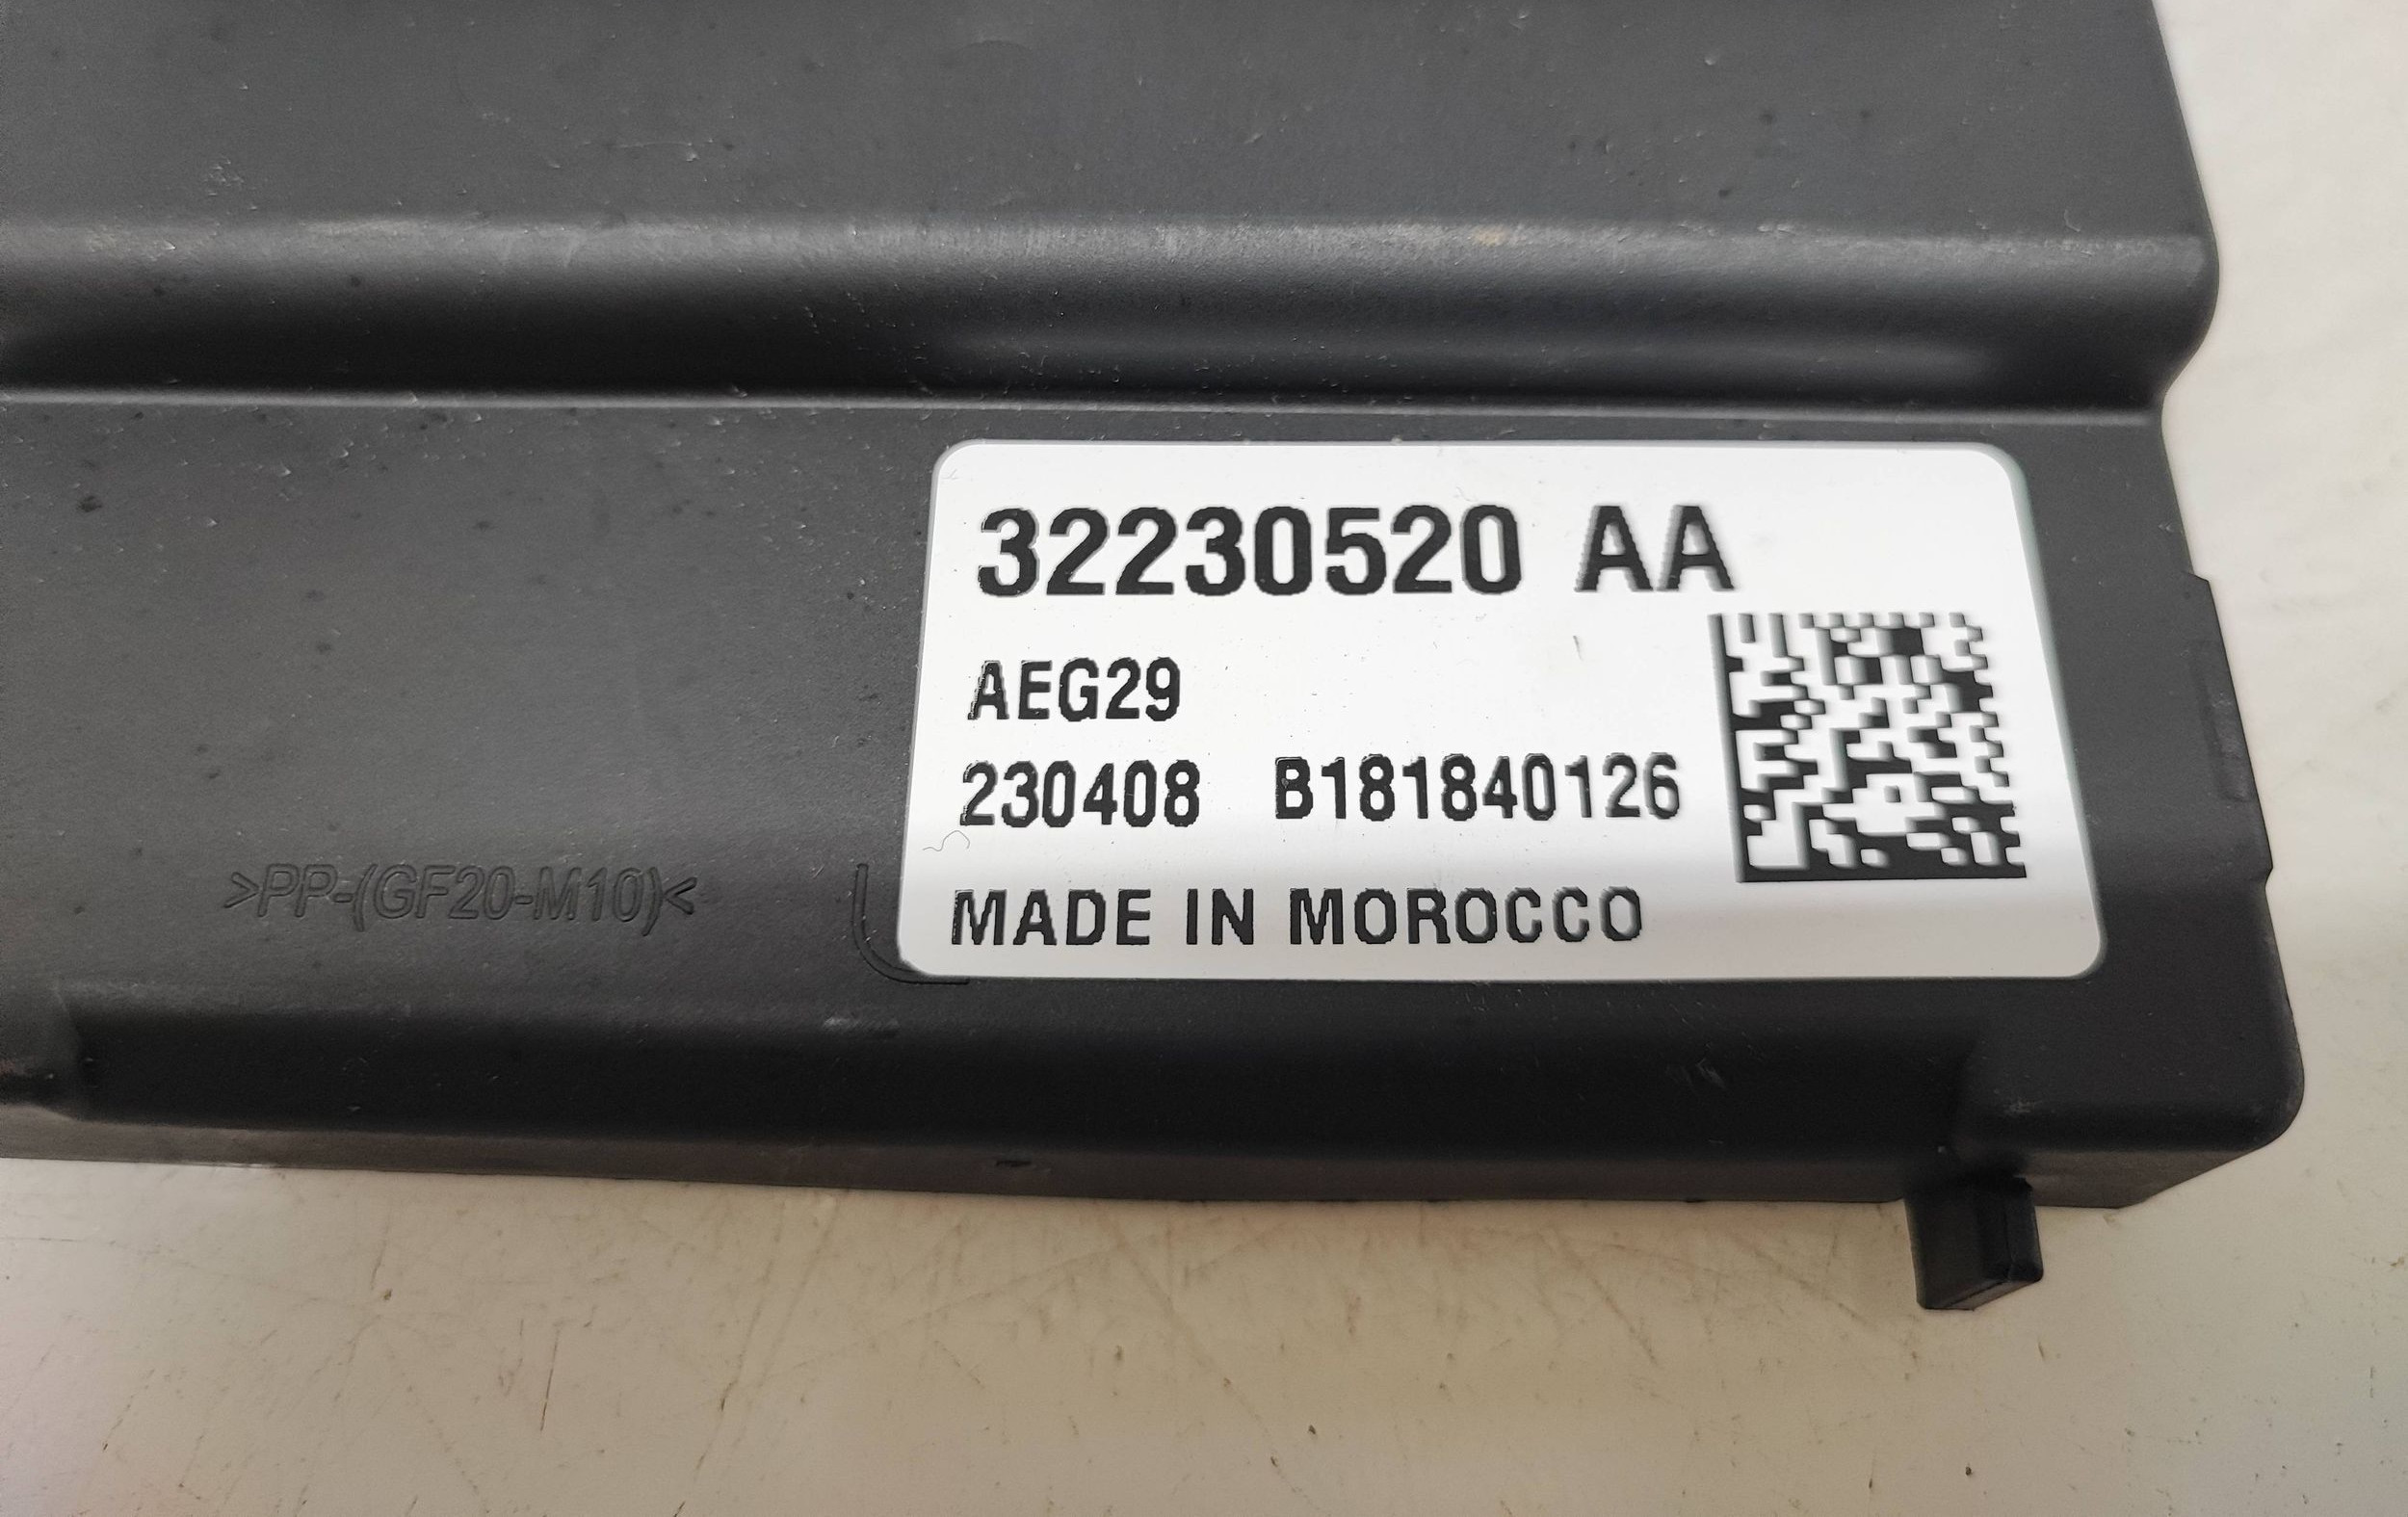 32230520 AA
AEG29
230408 B181840126
MADE IN MOROCCO
>PP-(GF20-M10)<